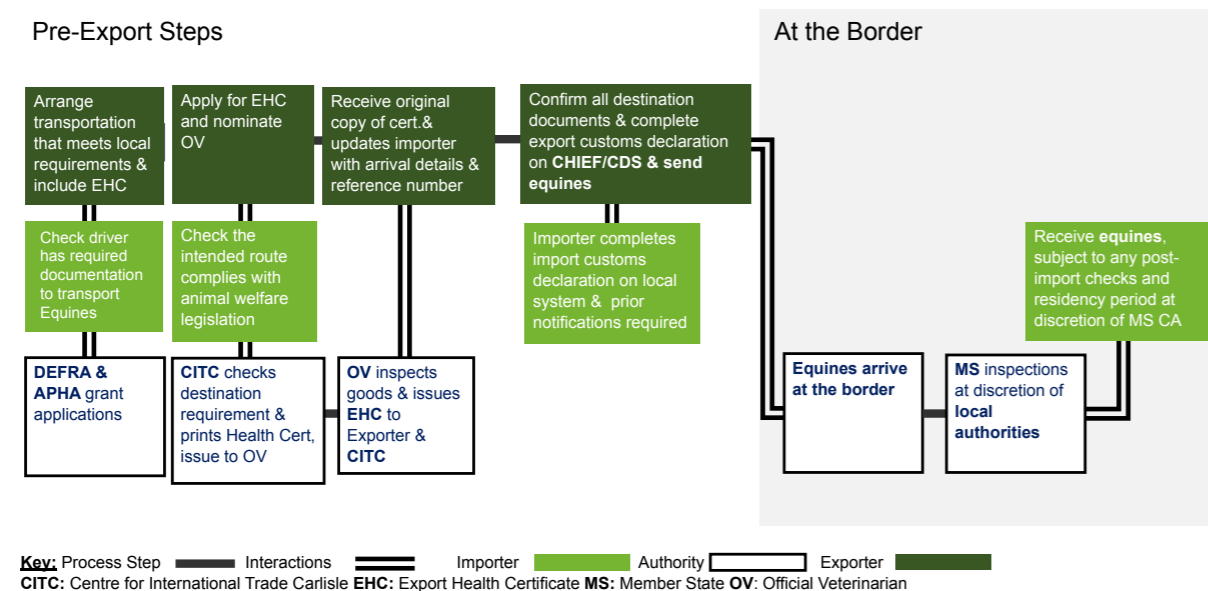 Pre-Export Steps
At the Border
Arrange
transportation
that meets local
requirements &
include EHC
Apply for EHC
and nominate
OV
Receive original
copy of cert.&
updates importer
with arrival details &
reference number
Confirm all destination
documents & complete
export customs declaration
on CHIEF/CDS & send
equines
Check driver
has required
documentation
to transport
Equines
Check the
intended route
complies with
animal welfare
legislation
Importer completes
import customs
declaration on local
system & prior
notifications required
Receive equines,
subject to any post-
import checks and
residency period at
discretion of MS CA
DEFRA &
APHA grant
applications
CITC checks
destination
requirement &
prints Health Cert,
issue to OV
OV inspects
goods & issues
EHC to
Exporter &
CITC
Equines arrive
at the border
MS inspections
at discretion of
local
authorities
Key: Process Step Interactions Importer Authority Exporter
CITC: Centre for International Trade Carlisle EHC: Export Health Certificate MS: Member State OV: Official Veterinarian